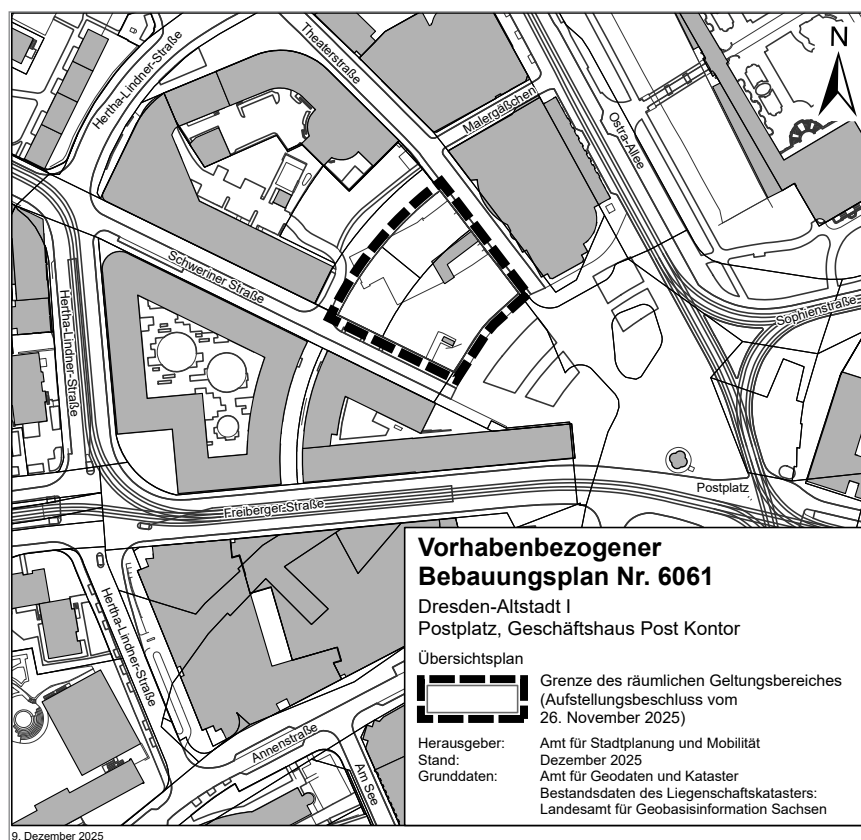 Hertha-Lindner-Straße
Theaterstraße
N
Malergäßchen
Ostra-Allee
Schweriner Straße
Hertha-Lindner-Straße
Sophienstraße
Postplatz
Freiberger-Straße
Hertha-Lindner-Straße
Annenstraße
Am See
Vorhabenbezogener
Bebauungsplan Nr. 6061
Dresden-Altstadt I
Postplatz, Geschäftshaus Post Kontor
Übersichtsplan
Grenze des räumlichen Geltungsbereiches
(Aufstellungsbeschluss vom
26. November 2025)
Herausgeber: Amt für Stadtplanung und Mobilität
Stand: Dezember 2025
Grunddaten: Amt für Geodaten und Kataster
Bestandsdaten des Liegenschaftskatasters:
Landesamt für Geobasisinformation Sachsen
9. Dezember 2025